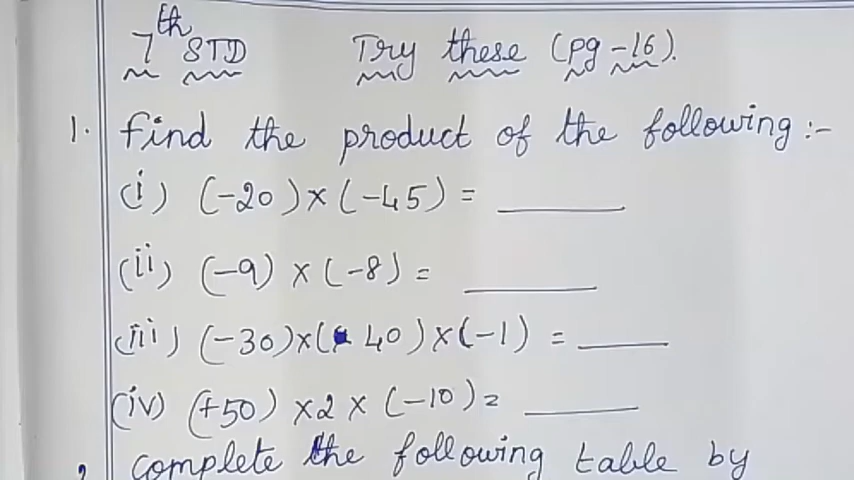 7th STD Try these (pg-16).
1. Find the product of the following :-
(i) (-20)×(-45) = ______
(ii) (-9) × (-8) = ______
(iii) (-30)×( 40) ×(-1) = ______
(iv) (+50) ×2 × (-10)= ______
2. Complete the following table by